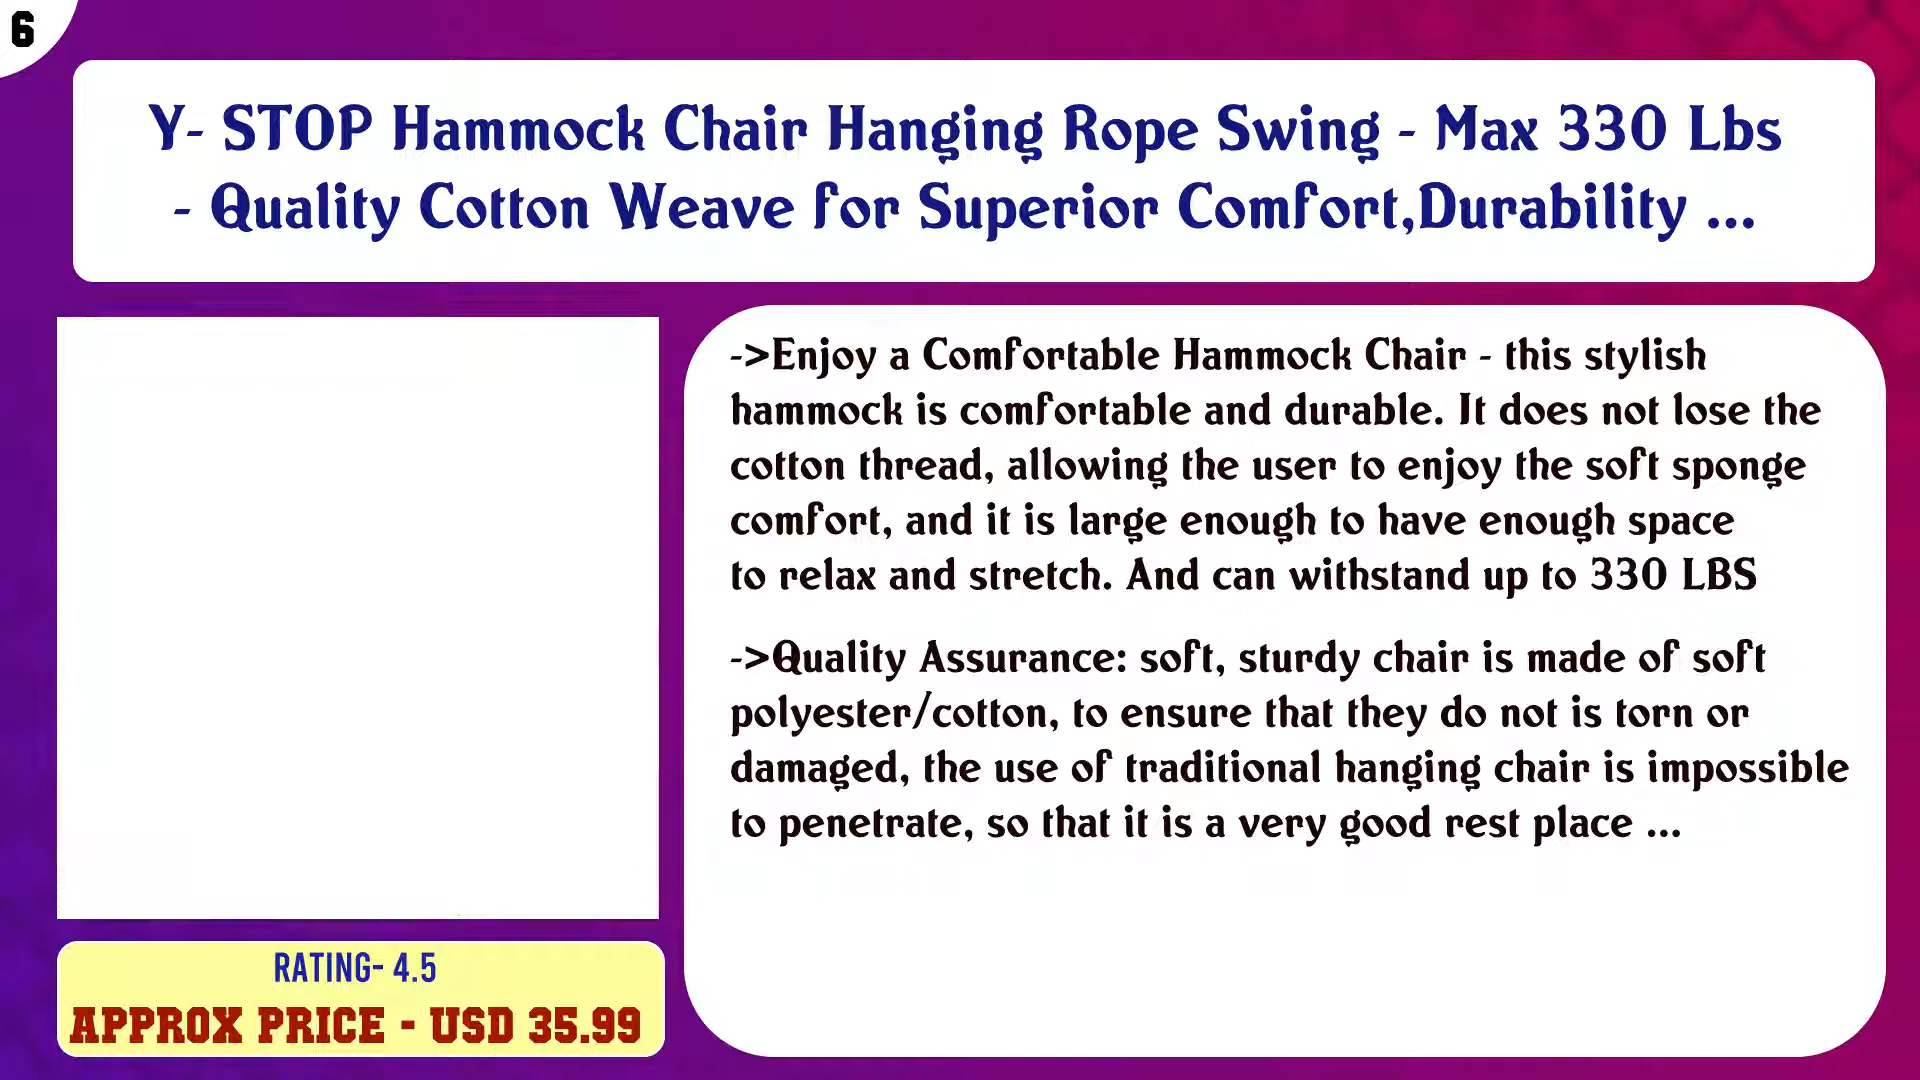 6
Y- STOP Hammock Chair Hanging Rope Swing - Max 330 Lbs
- Quality Cotton Weave for Superior Comfort,Durability ...
->Enjoy a Comfortable Hammock Chair - this stylish
hammock is comfortable and durable. It does not lose the
cotton thread, allowing the user to enjoy the soft sponge
comfort, and it is large enough to have enough space
to relax and stretch. And can withstand up to 330 LBS
->Quality Assurance: soft, sturdy chair is made of soft
polyester/cotton, to ensure that they do not is torn or
damaged, the use of traditional hanging chair is impossible
to penetrate, so that it is a very good rest place ...
RATING- 4.5
APPROX PRICE - USD 35.99